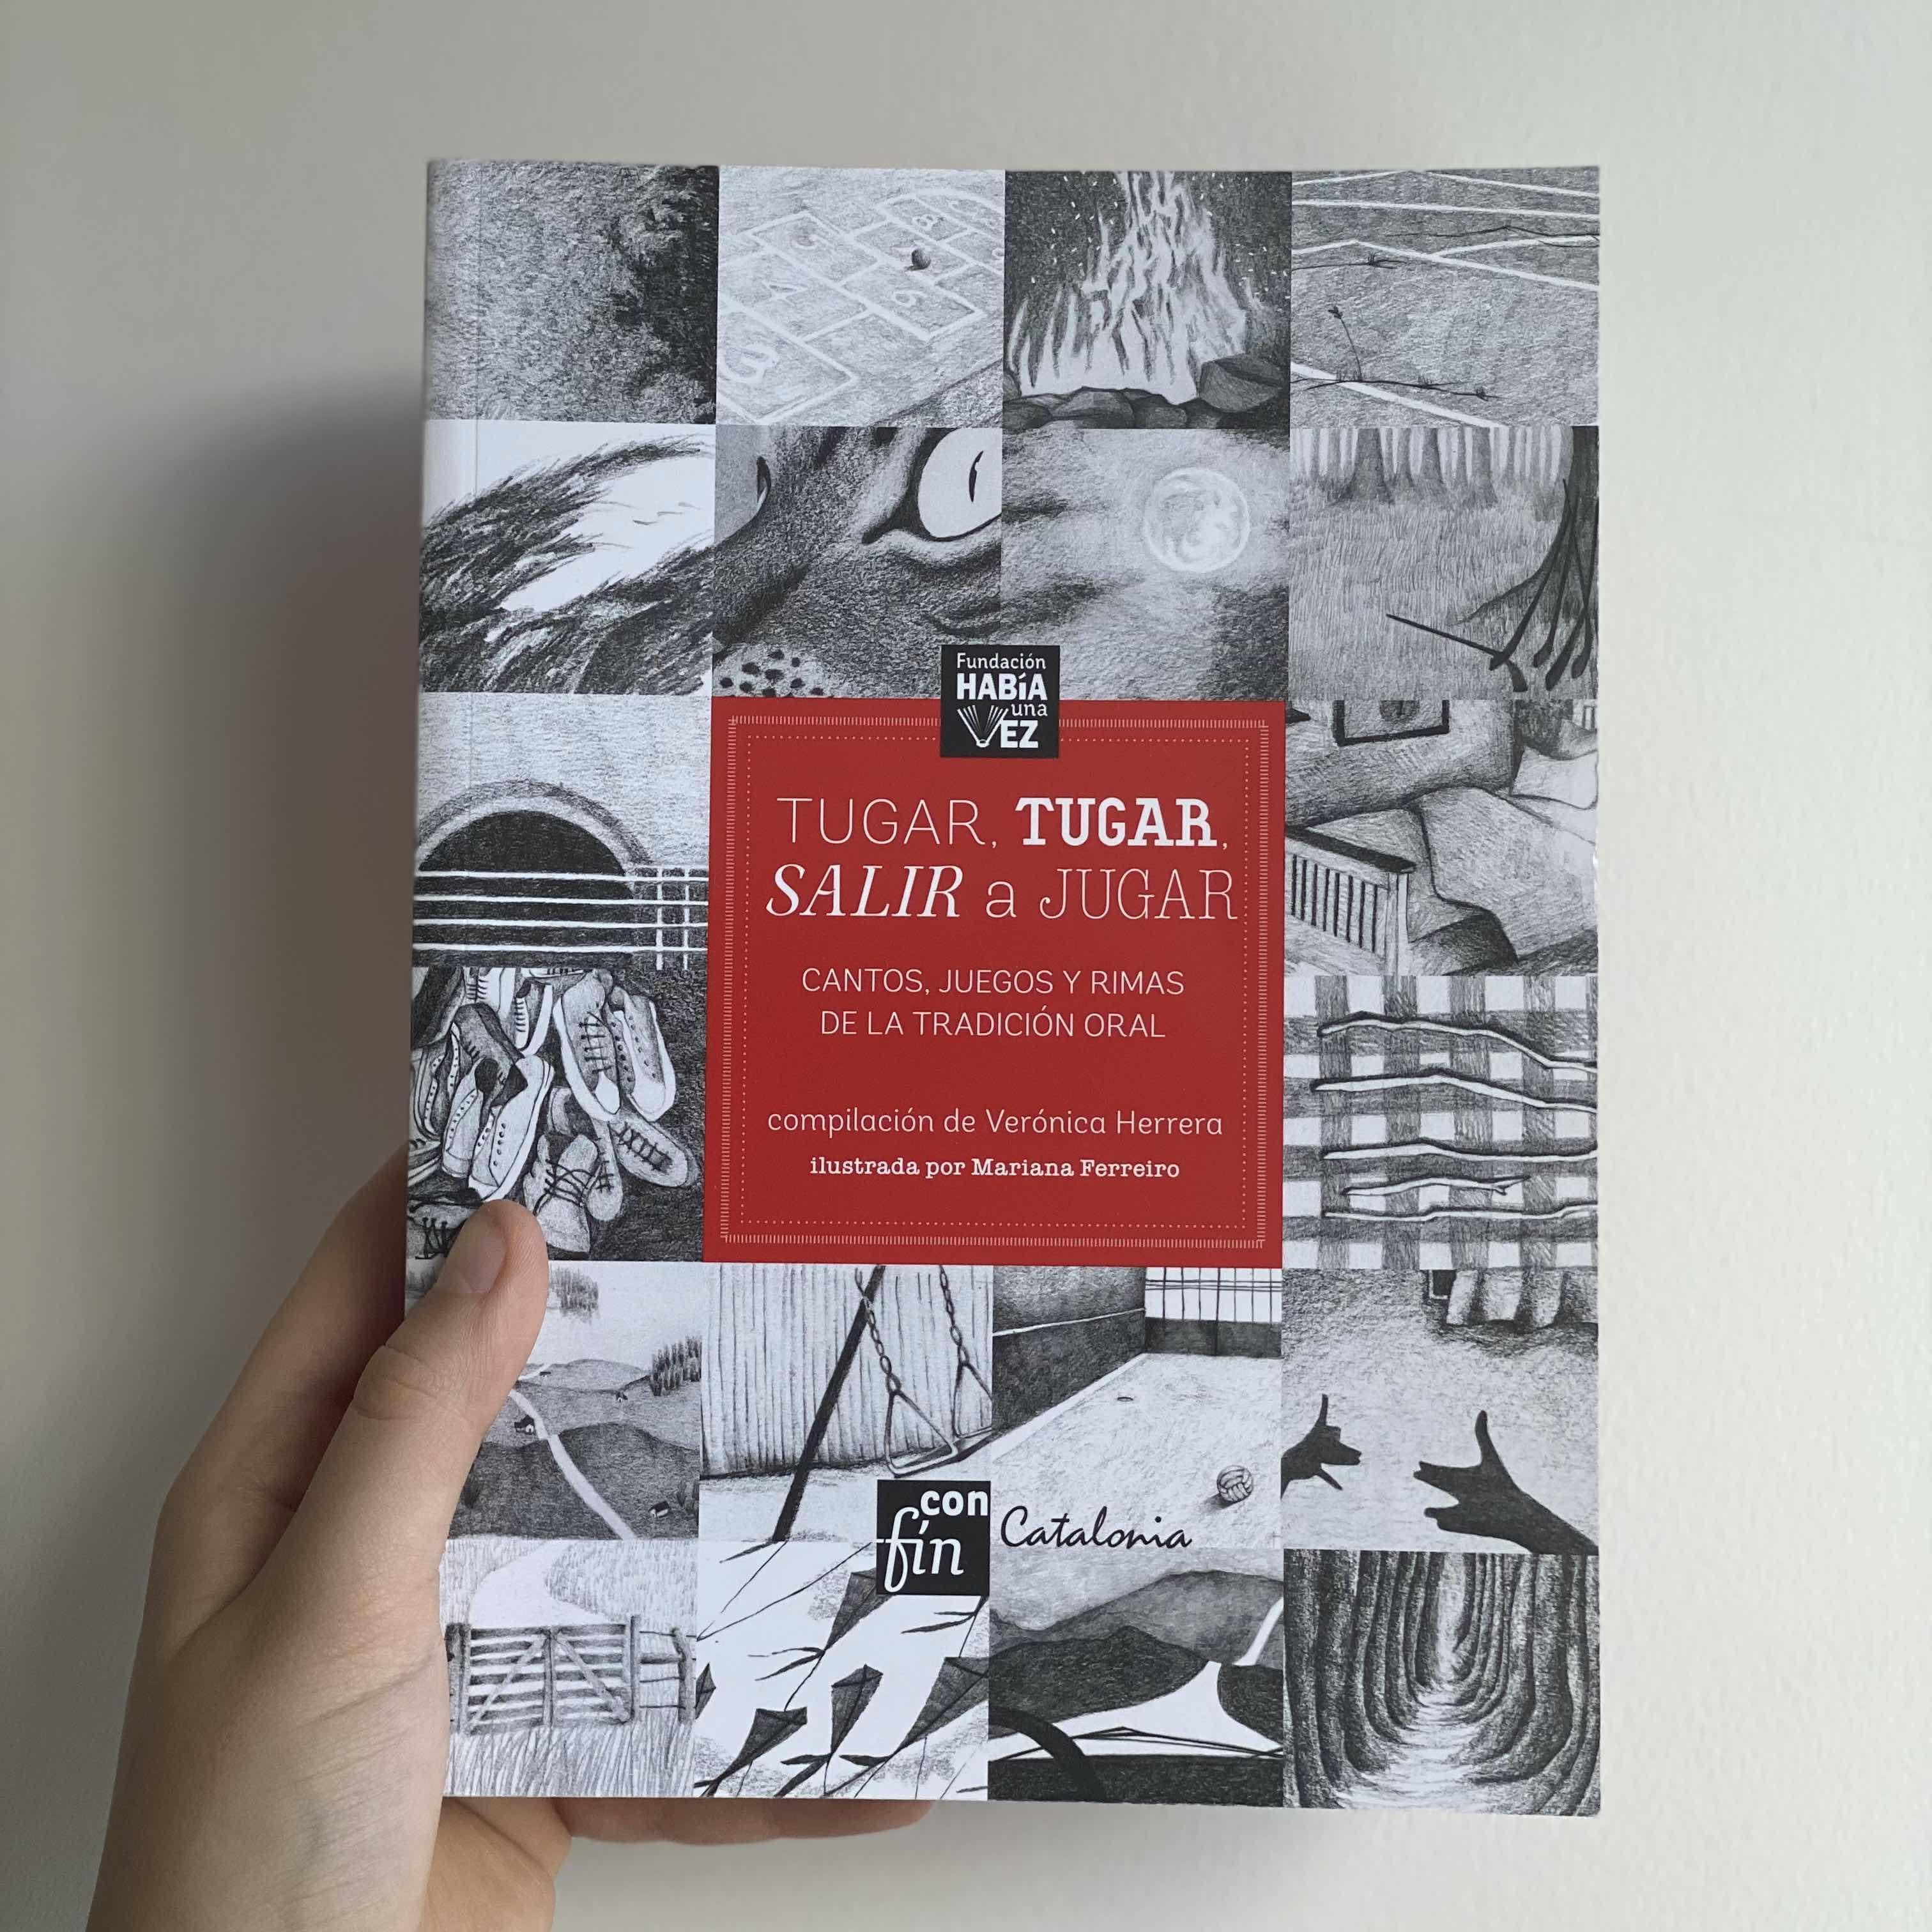 Fundación
HABÍA
una
VEZ
TUGAR, TUGAR,
SALIR a JUGAR
CANTOS, JUEGOS Y RIMAS
DE LA TRADICIÓN ORAL
compilación de Verónica Herrera
ilustrada por Mariana Ferreiro
con
fín
Catalonia